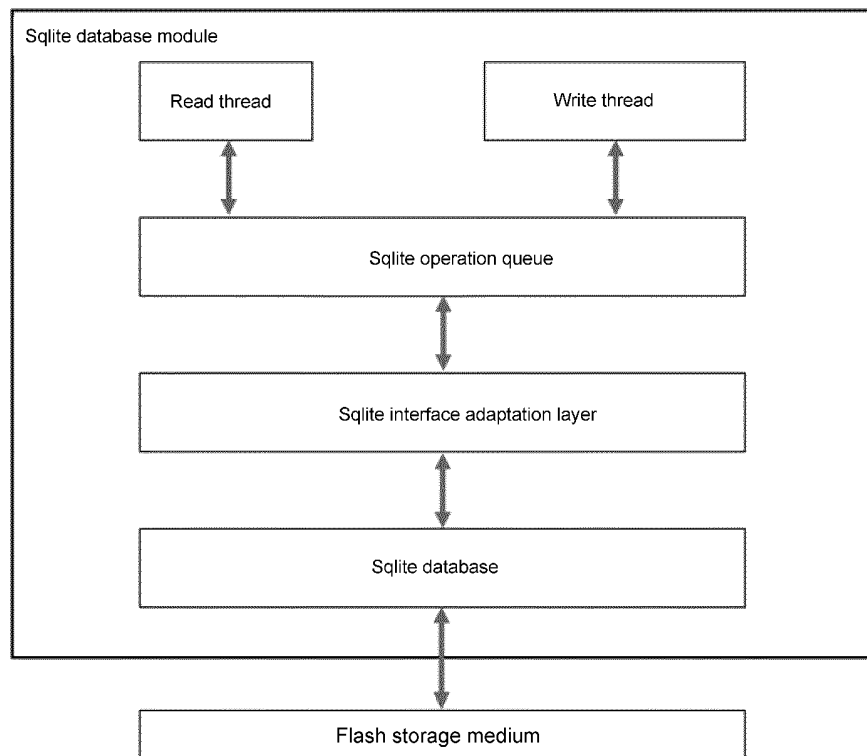 Sqlite database module
Read thread
Write thread
Sqlite operation queue
Sqlite interface adaptation layer
Sqlite database
Flash storage medium